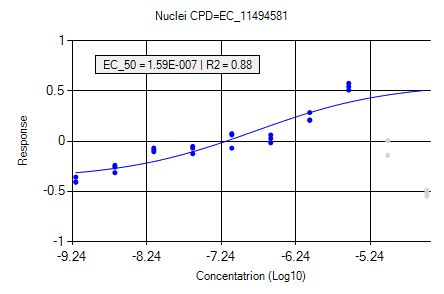 Nuclei CPD=EC_11494581
EC_50 = 1.59E-007 | R2 = 0.88
Response
1
0.5
0
-0.5
-1
-9.24 -8.24 -7.24 -6.24 -5.24
Concentatrion (Log10)